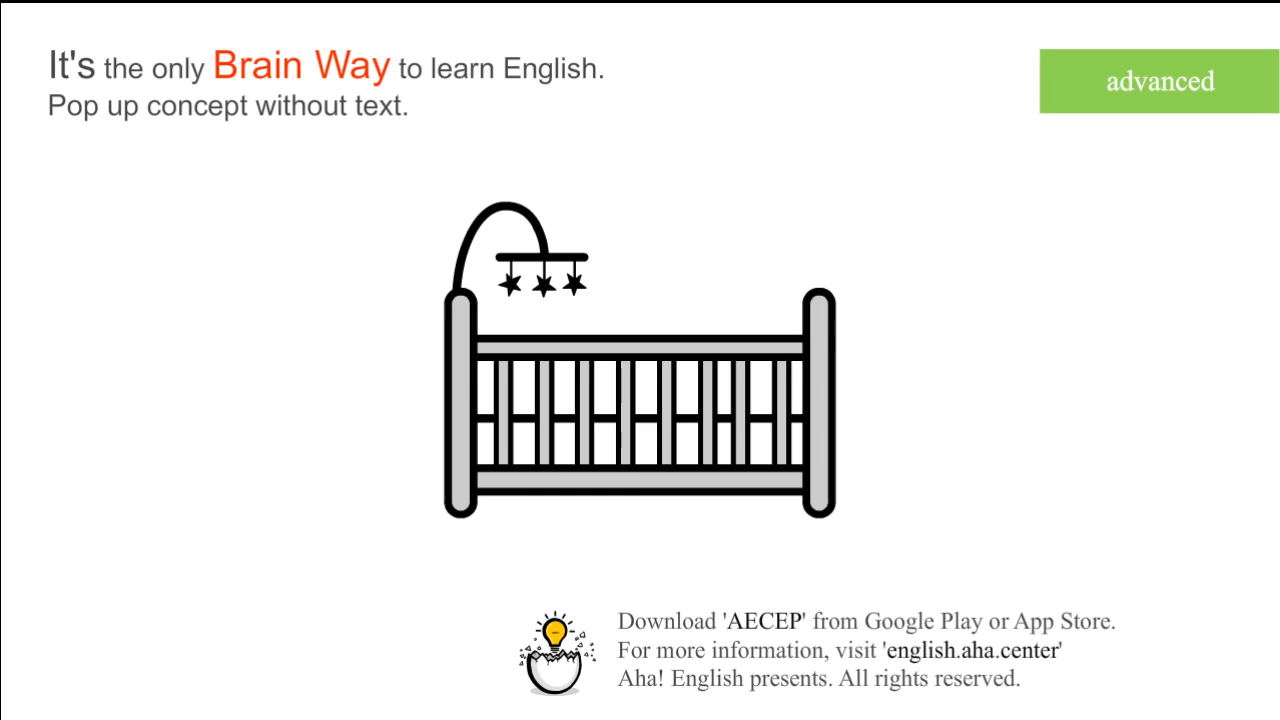 It's the only Brain Way to learn English.
Pop up concept without text.
advanced
Download 'AECEP' from Google Play or App Store.
For more information, visit 'english.aha.center'
Aha! English presents. All rights reserved.